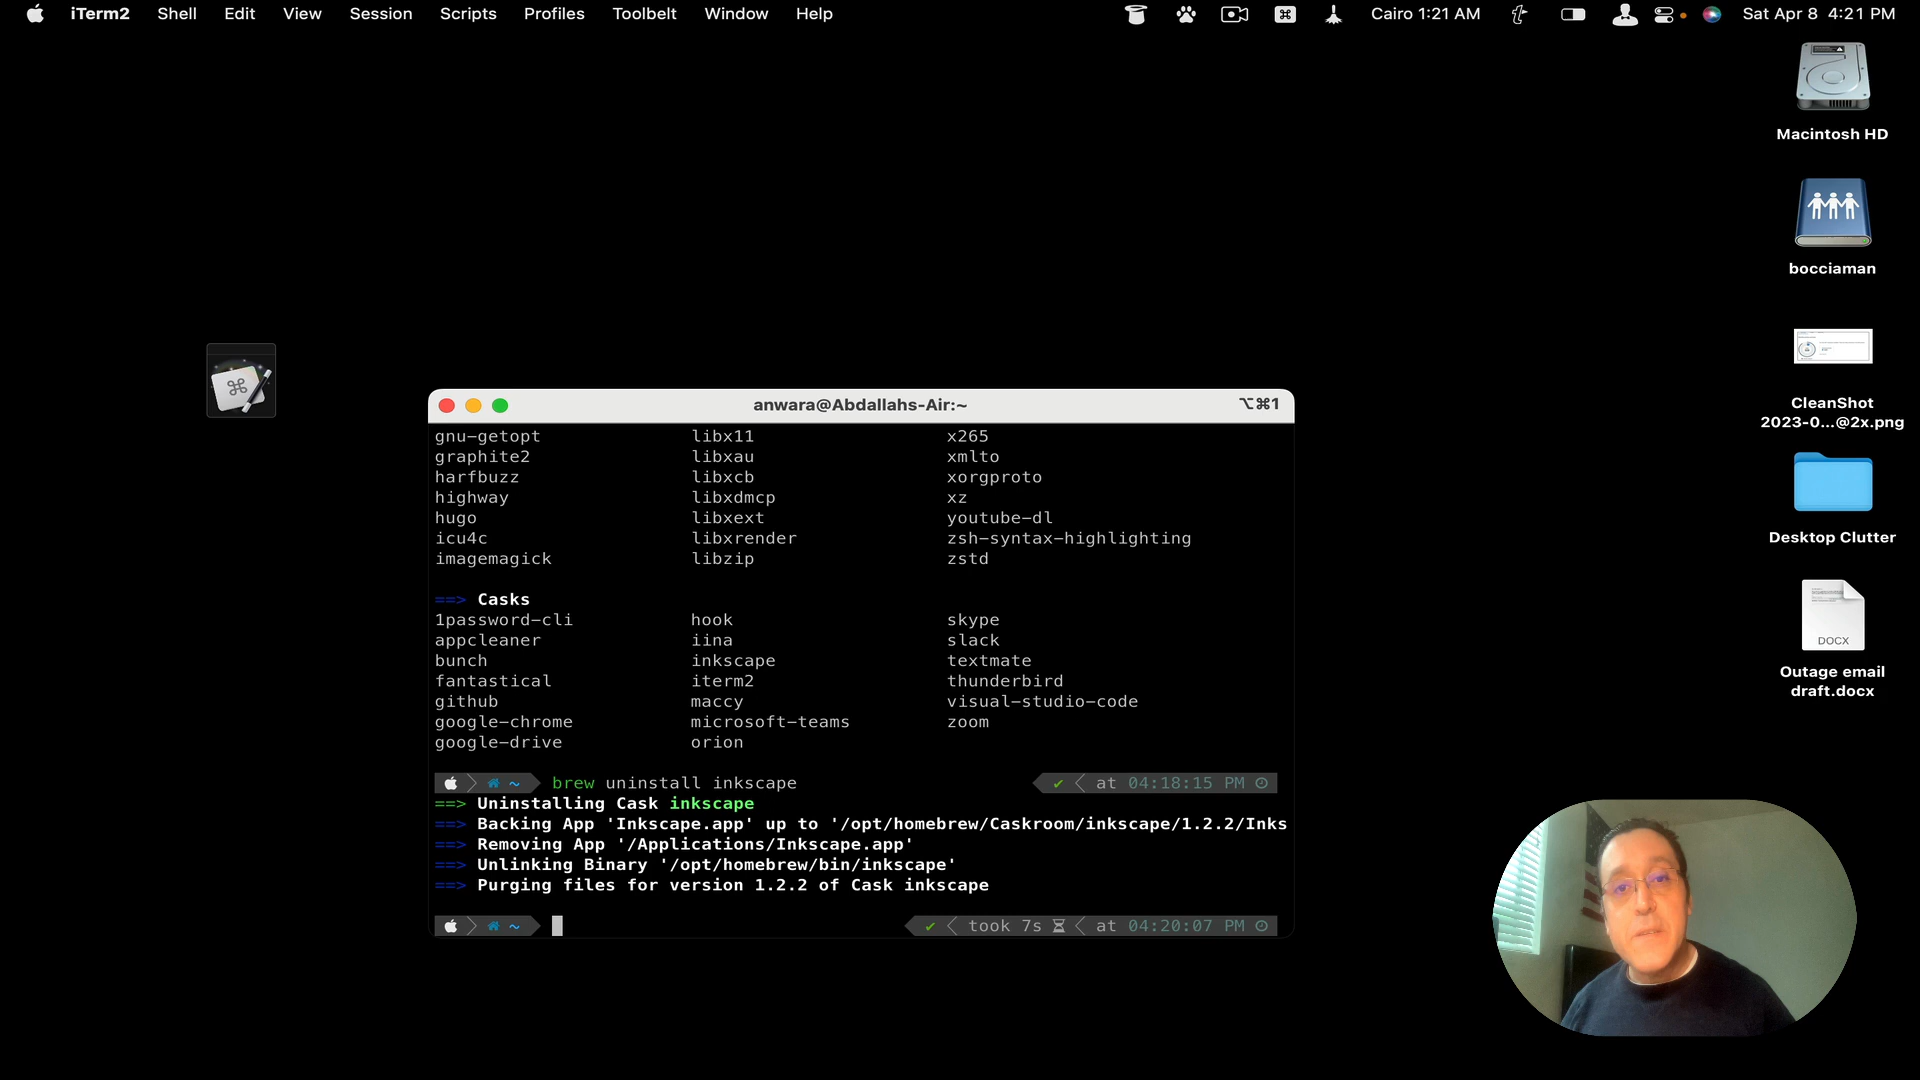 iTerm2 Shell Edit View Session Scripts Profiles Toolbelt Window Help Cairo 1:21 AM Sat Apr 8 4:21 PM
Macintosh HD
bocciaman
CleanShot
2023-0...@2x.png
Desktop Clutter
DOCX
Outage email
draft.docx
anwara@Abdallahs-Air:~ ⌥⌘1
gnu-getopt libx11 x265
graphite2 libxau xmlto
harfbuzz libxcb xorgproto
highway libxdmcp xz
hugo libxext youtube-dl
icu4c libxrender zsh-syntax-highlighting
imagemagick libzip zstd
==> Casks
1password-cli hook skype
appcleaner iina slack
bunch inkscape textmate
fantastical iterm2 thunderbird
github maccy visual-studio-code
google-chrome microsoft-teams zoom
google-drive orion
~ brew uninstall inkscape ✔ at 04:18:15 PM
==> Uninstalling Cask inkscape
==> Backing App 'Inkscape.app' up to '/opt/homebrew/Caskroom/inkscape/1.2.2/Inks
==> Removing App '/Applications/Inkscape.app'
==> Unlinking Binary '/opt/homebrew/bin/inkscape'
==> Purging files for version 1.2.2 of Cask inkscape
~ ✔ took 7s at 04:20:07 PM